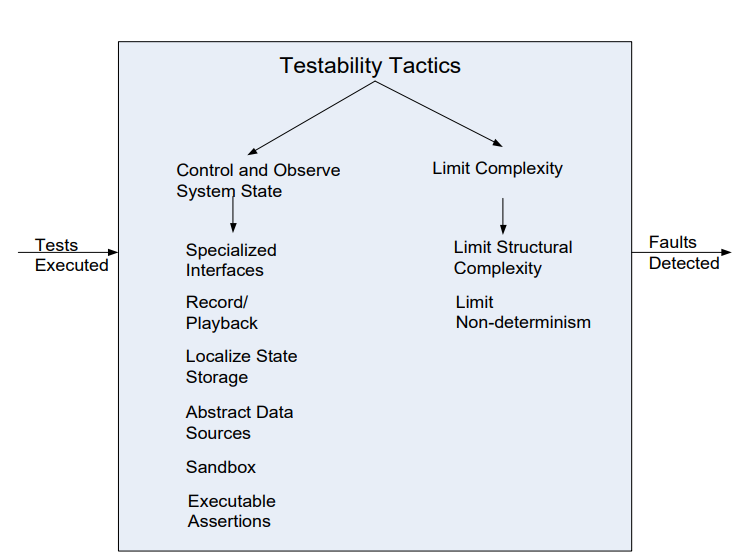 Testability Tactics
Control and Observe
System State
Limit Complexity
Tests
Executed
Specialized
Interfaces
Record/
Playback
Localize State
Storage
Abstract Data
Sources
Sandbox
Executable
Assertions
Limit Structural
Complexity
Limit
Non-determinism
Faults
Detected